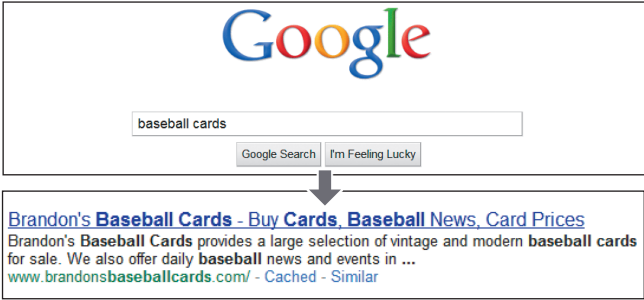 Google
baseball cards
Google Search I'm Feeling Lucky
Brandon's Baseball Cards - Buy Cards, Baseball News, Card Prices
Brandon's Baseball Cards provides a large selection of vintage and modern baseball cards
for sale. We also offer daily baseball news and events in ...
www.brandonsbaseballcards.com/ - Cached - Similar